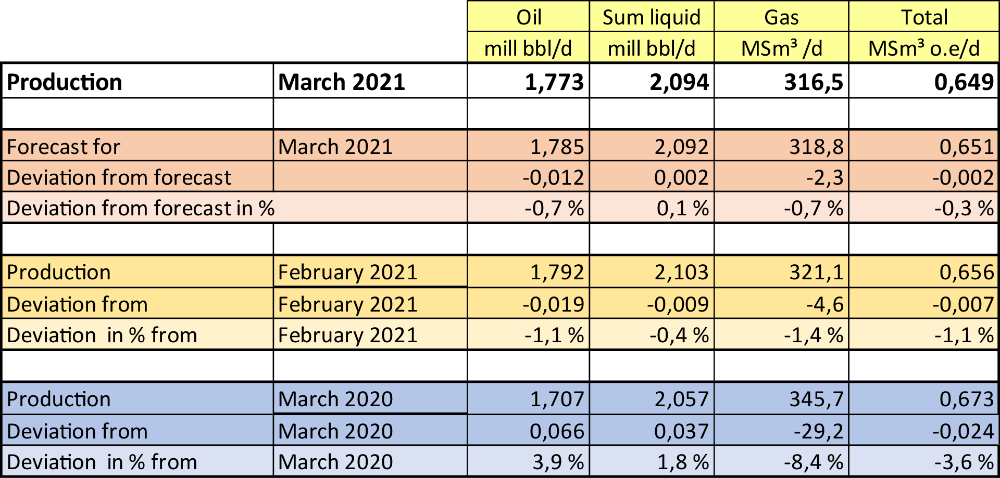 Oil Sum liquid Gas Total
mill bbl/d mill bbl/d MSm³ /d MSm³ o.e/d
Production March 2021 1,773 2,094 316,5 0,649
Forecast for March 2021 1,785 2,092 318,8 0,651
Deviation from forecast -0,012 0,002 -2,3 -0,002
Deviation from forecast in % -0,7 % 0,1 % -0,7 % -0,3 %
Production February 2021 1,792 2,103 321,1 0,656
Deviation from February 2021 -0,019 -0,009 -4,6 -0,007
Deviation  in % from February 2021 -1,1 % -0,4 % -1,4 % -1,1 %
Production March 2020 1,707 2,057 345,7 0,673
Deviation from March 2020 0,066 0,037 -29,2 -0,024
Deviation  in % from March 2020 3,9 % 1,8 % -8,4 % -3,6 %